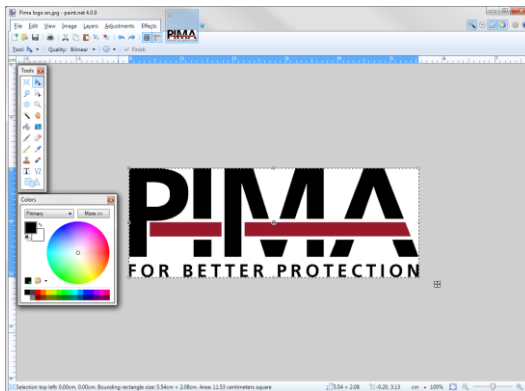 Pima logo en.jpg - paint.net 4.0.8
File Edit View Image Layers Adjustments Effects
PIMA
Tool: Quality: Bilinear Finish
Tools
Colors
Primary More >>
PIMA
FOR BETTER PROTECTION
Selection top left: 0.00cm, 0.00cm. Bounding rectangle size: 5.54cm × 2.08cm. Area: 11.53 centimeters square
5.54 × 2.08 -0.20, 3.13 cm 100%